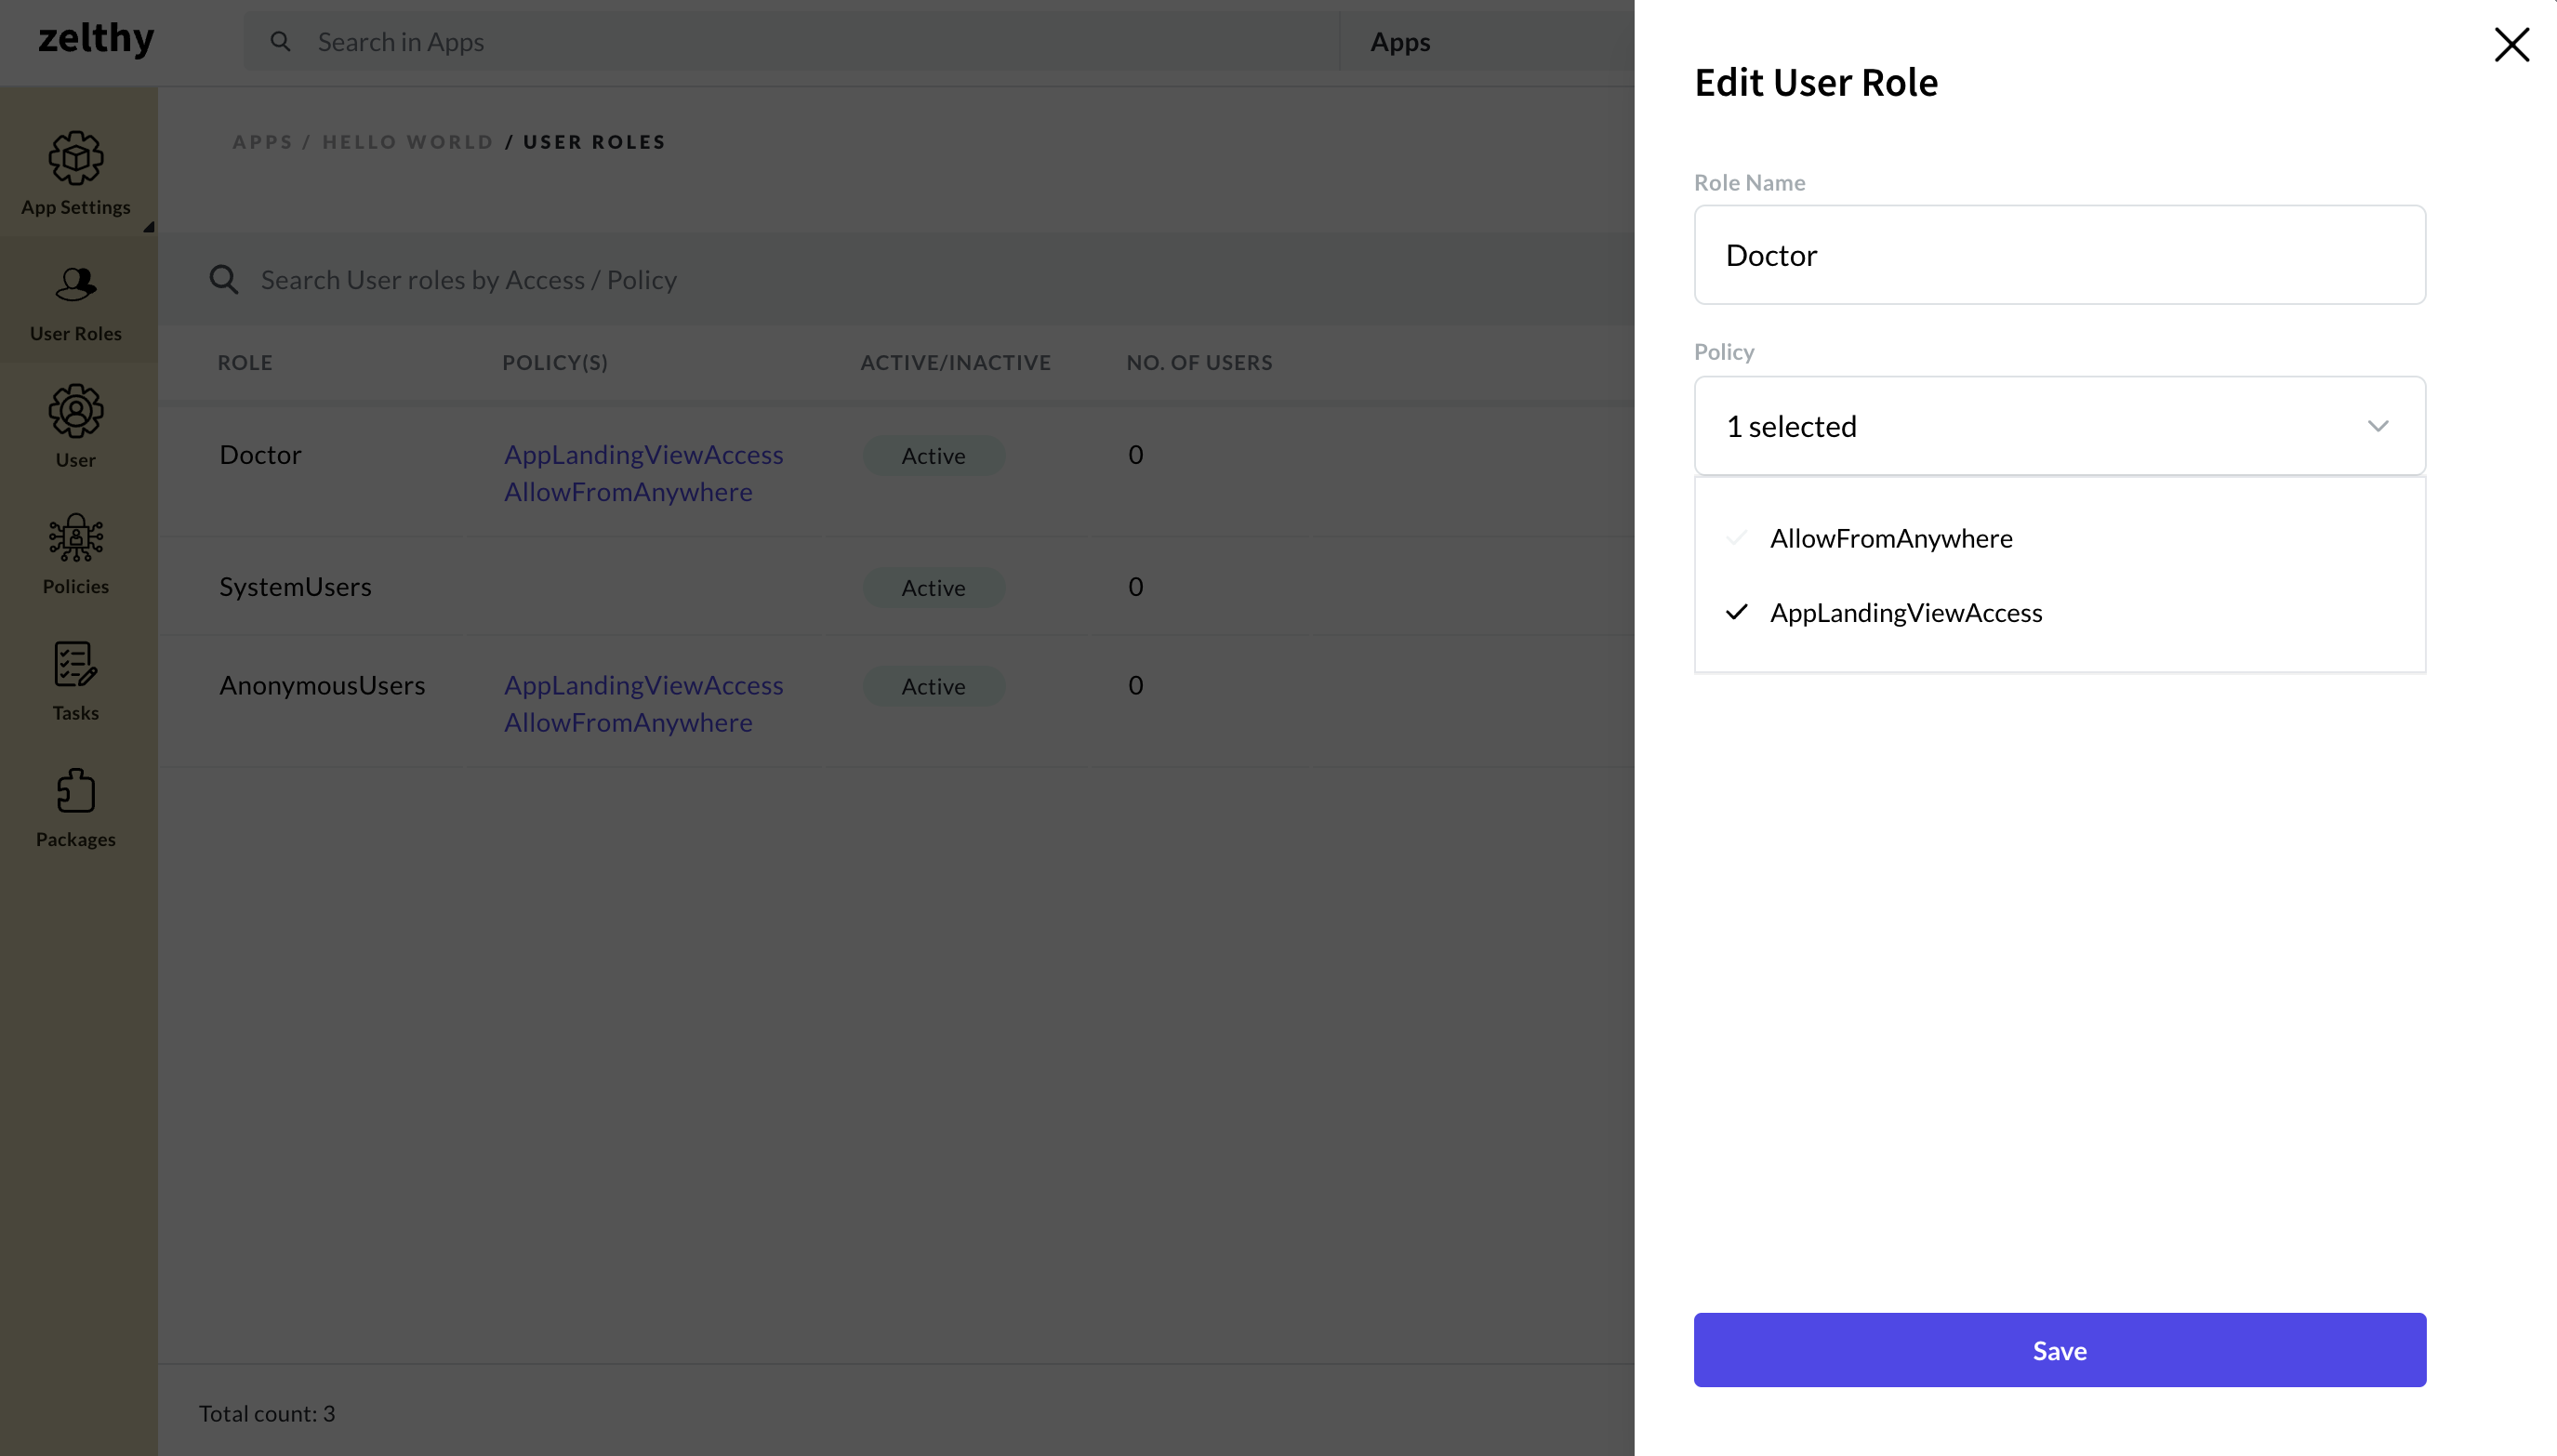 zelthy
Search in Apps
Apps
APPS / HELLO WORLD / USER ROLES
App Settings
User Roles
User
Policies
Tasks
Packages
Search User roles by Access / Policy
ROLE POLICY(S) ACTIVE/INACTIVE NO. OF USERS
Doctor AppLandingViewAccess Active 0
AllowFromAnywhere
SystemUsers Active 0
AnonymousUsers AppLandingViewAccess Active 0
AllowFromAnywhere
Total count: 3
Edit User Role
Role Name
Doctor
Policy
1 selected
AllowFromAnywhere
AppLandingViewAccess
Save